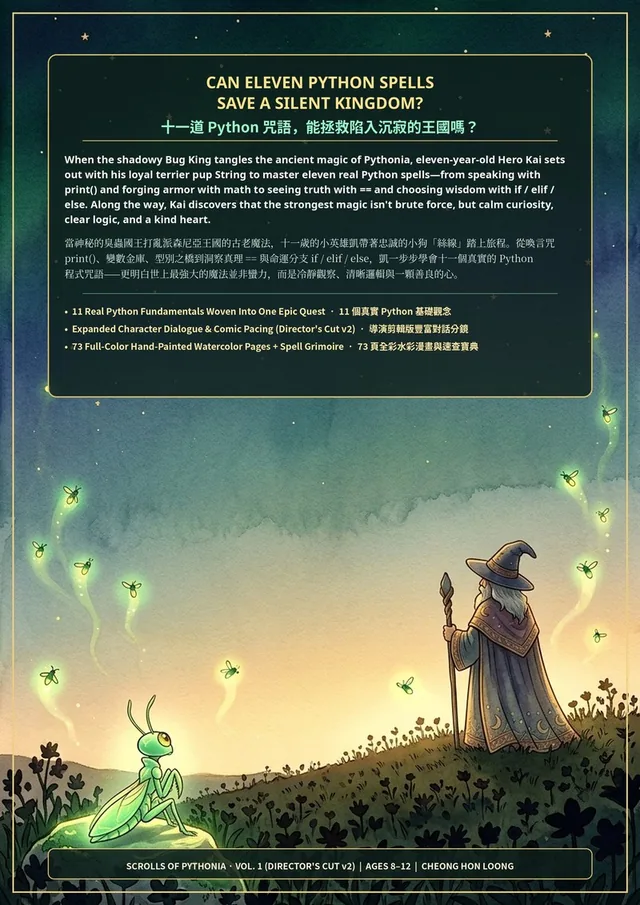 CAN ELEVEN PYTHON SPELLS
SAVE A SILENT KINGDOM?
十一道 Python 咒語，能拯救陷入沉寂的王國嗎？
When the shadowy Bug King tangles the ancient magic of Pythonia, eleven-year-old Hero Kai sets
out with his loyal terrier pup String to master eleven real Python spells—from speaking with
print() and forging armor with math to seeing truth with == and choosing wisdom with if / elif /
else. Along the way, Kai discovers that the strongest magic isn't brute force, but calm curiosity,
clear logic, and a kind heart.
當神秘的臭蟲國王打亂派森尼亞王國的古老魔法，十一歲的小英雄凱帶著忠誠的小狗「絲線」踏上旅程。從喚言咒
print()、變數金庫、型別之橋到洞察真理 == 與命運分支 if / elif / else，凱一步步學會十一個真實的 Python
程式咒語——更明白世上最強大的魔法並非蠻力，而是冷靜觀察、清晰邏輯與一顆善良的心。
• 11 Real Python Fundamentals Woven Into One Epic Quest · 11 個真實 Python 基礎觀念
• Expanded Character Dialogue & Comic Pacing (Director's Cut v2) · 導演剪輯版豐富對話分鏡
• 73 Full-Color Hand-Painted Watercolor Pages + Spell Grimoire · 73 頁全彩水彩漫畫與速查寶典
SCROLLS OF PYTHONIA · VOL. 1 (DIRECTOR'S CUT v2) | AGES 8–12 | CHEONG HON LOONG